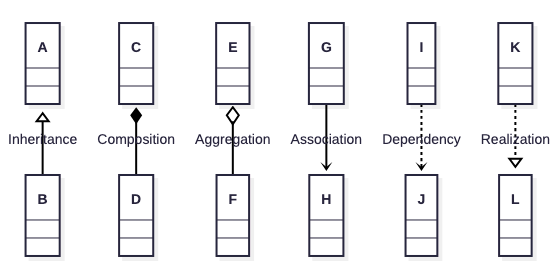 A C E G I K
Inheritance Composition Aggregation Association Dependency Realization
B D F H J L